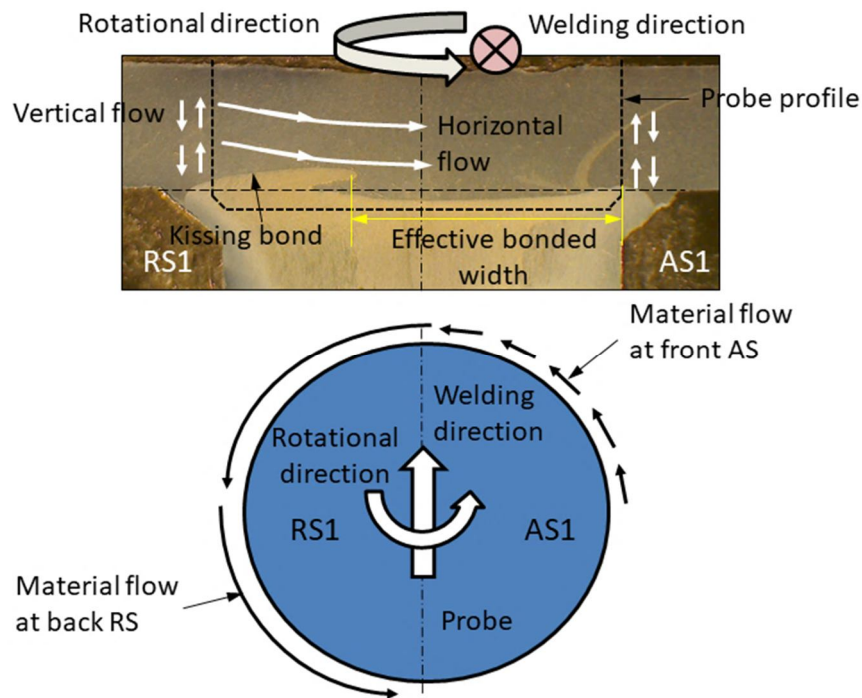 Rotational direction
Welding direction
Vertical flow
Horizontal
flow
Probe profile
Kissing bond
Effective bonded
width
RS1
AS1
Material flow
at front AS
Welding
direction
Rotational
direction
RS1
AS1
Material flow
at back RS
Probe